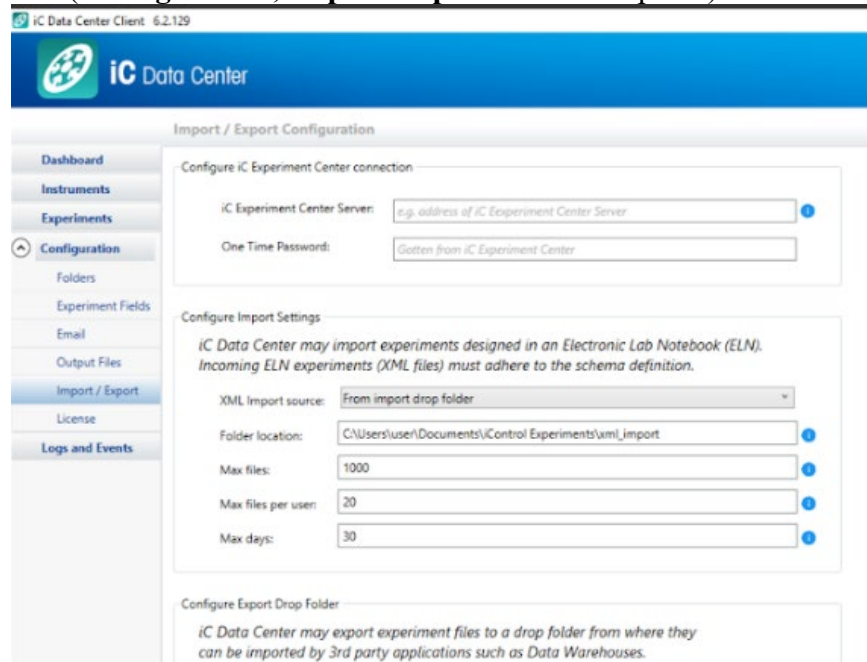 iC Data Center Client 6.2.129
iC Data Center
Import / Export Configuration
Dashboard
Instruments
Experiments
Configuration
Folders
Experiment Fields
Email
Output Files
Import / Export
License
Logs and Events
Configure iC Experiment Center connection
iC Experiment Center Server: e.g. address of iC Eexperiment Center Server
One Time Password: Gotten from iC Experiment Center
Configure Import Settings
iC Data Center may import experiments designed in an Electronic Lab Notebook (ELN).
Incoming ELN experiments (XML files) must adhere to the schema definition.
XML Import source: From import drop folder
Folder location: C:\Users\user\Documents\iControl Experiments\xml_import
Max files: 1000
Max files per user: 20
Max days: 30
Configure Export Drop Folder
iC Data Center may export experiment files to a drop folder from where they
can be imported by 3rd party applications such as Data Warehouses.